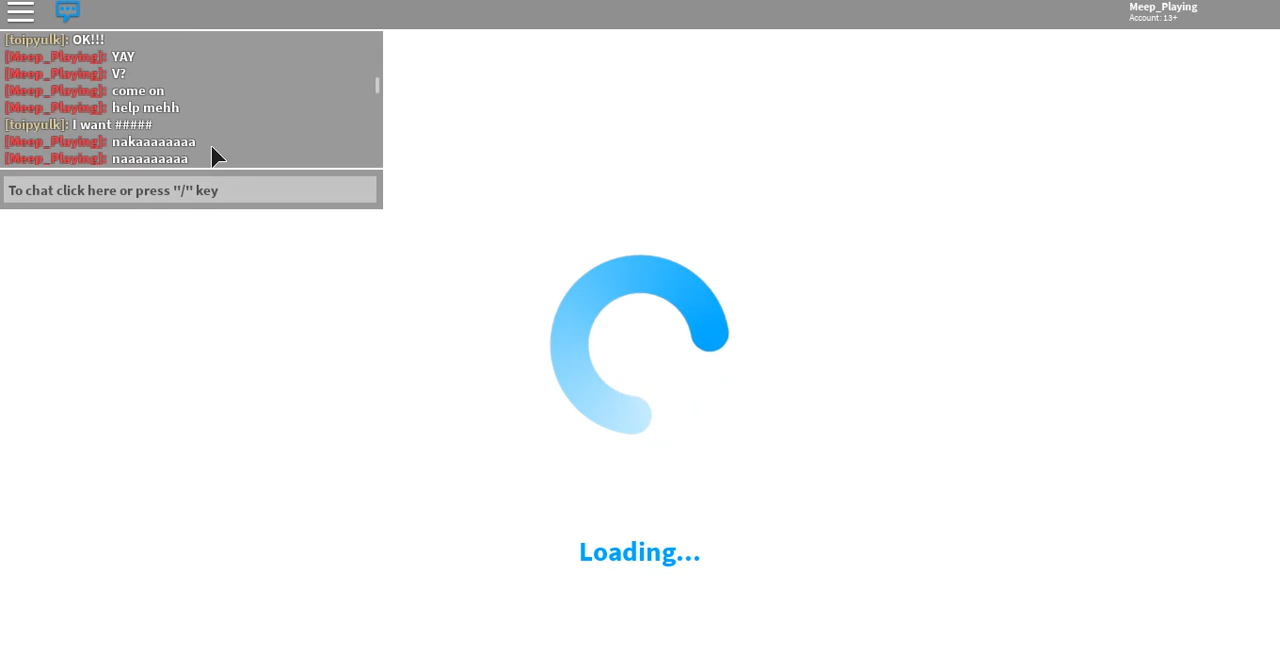 Meep_Playing
Account: 13+
[toipyulk]: OK!!!
[Meep_Playing]: YAY
[Meep_Playing]: V?
[Meep_Playing]: come on
[Meep_Playing]: help mehh
[toipyulk]: I want #####
[Meep_Playing]: nakaaaaaaaa
[Meep_Playing]: naaaaaaaaa
To chat click here or press "/" key
Loading...